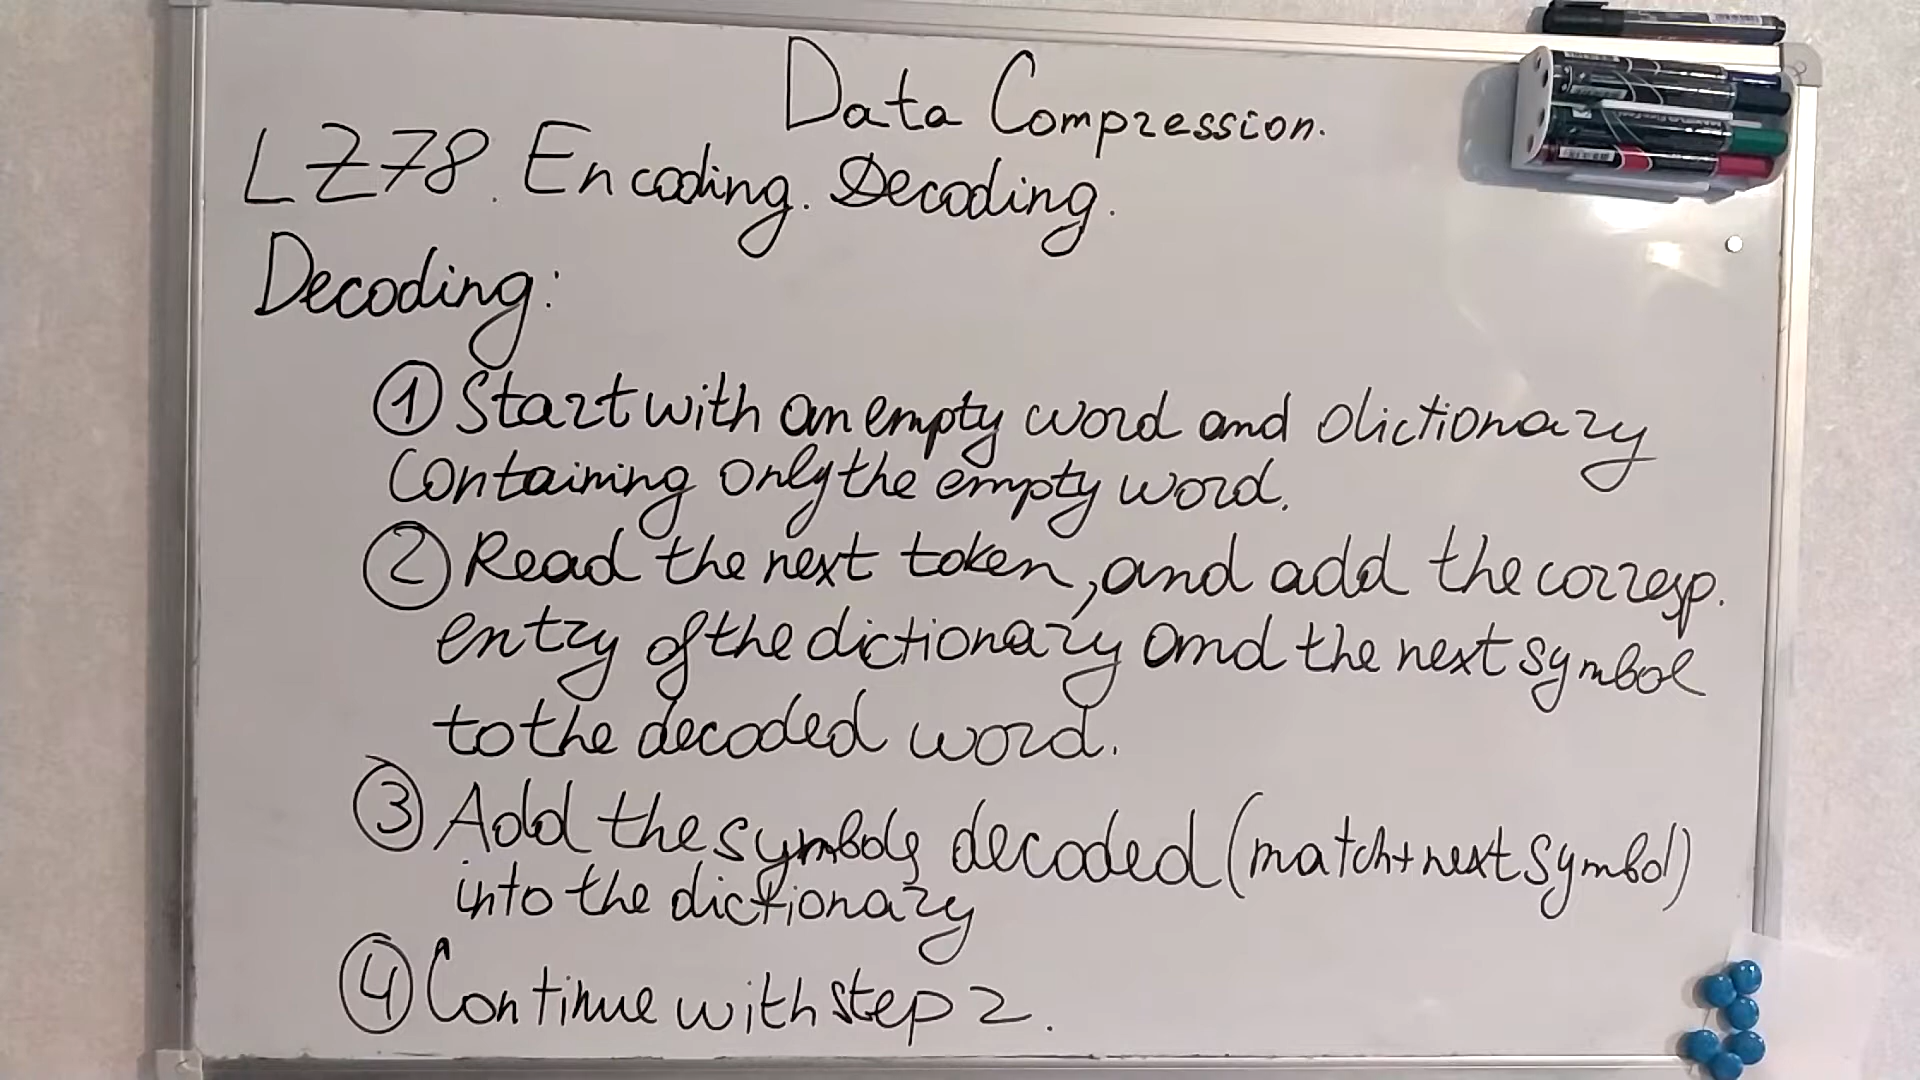 Data Compression.
LZ78. Encoding. Decoding.
Decoding:
① Start with an empty word and dictionary
containing only the empty word.
② Read the next token, and add the corresp.
entry of the dictionary and the next symbol
to the decoded word.
③ Add the symbols decoded (match+next symbol)
into the dictionary
④ Continue with step 2.